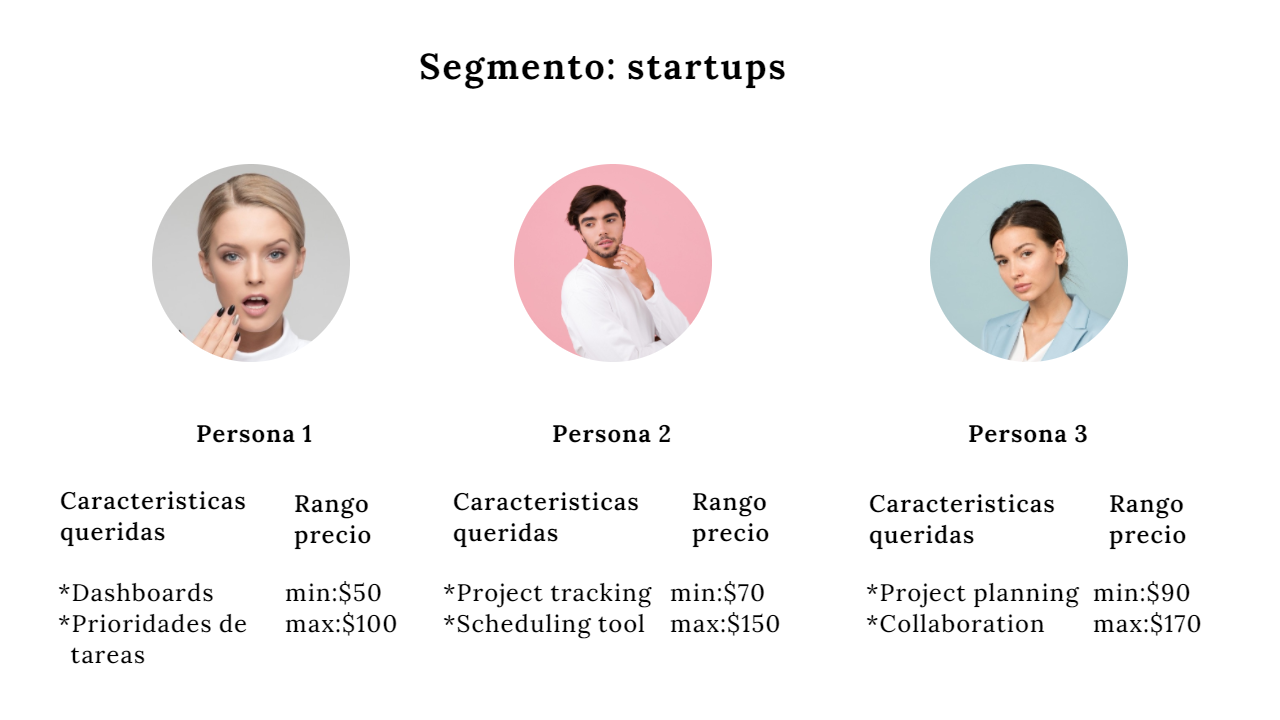 Segmento: startups
Persona 1
Caracteristicas
queridas
Rango
precio
*Dashboards
*Prioridades de
tareas
min:$50
max:$100
Persona 2
Caracteristicas
queridas
Rango
precio
*Project tracking
*Scheduling tool
min:$70
max:$150
Persona 3
Caracteristicas
queridas
Rango
precio
*Project planning
*Collaboration
min:$90
max:$170